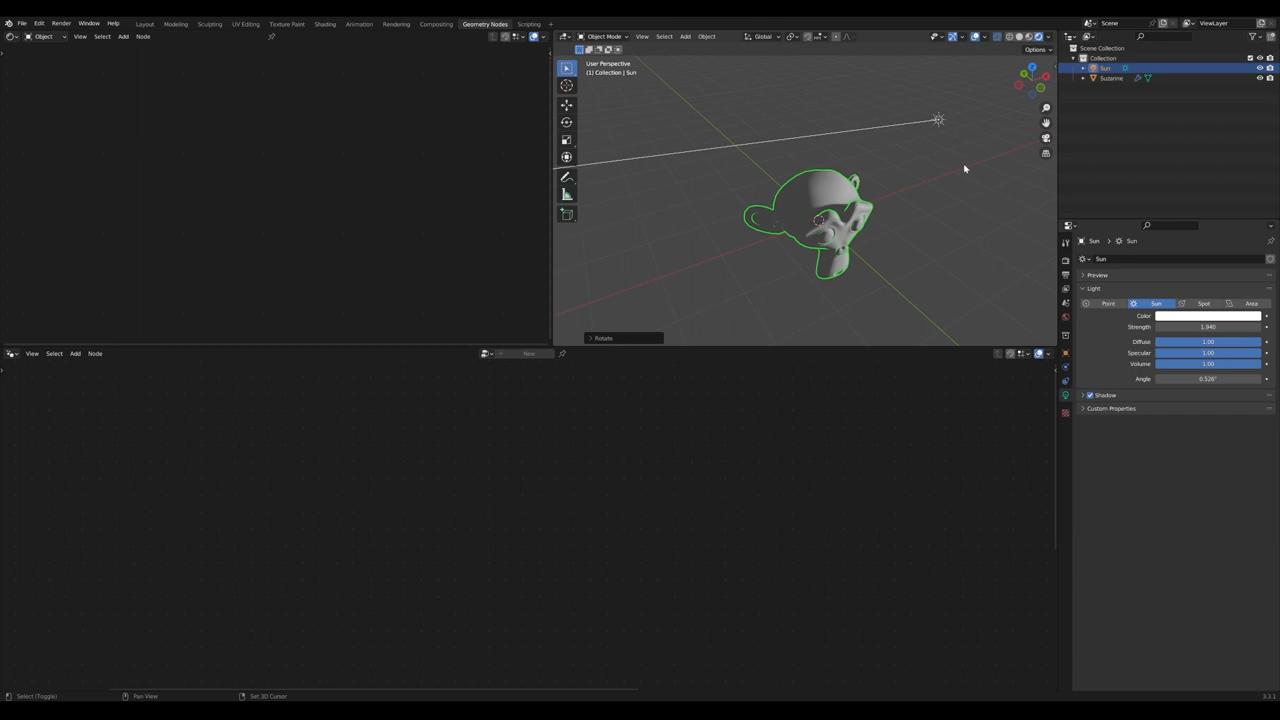 File Edit Render Window Help Layout Modeling Sculpting UV Editing Texture Paint Shading Animation Rendering Compositing Geometry Nodes Scripting + Scene ViewLayer
Object View Select Add Node
Object Mode View Select Add Object Global
Options
User Perspective
(1) Collection | Sun
Rotate
Scene Collection
Collection
Sun
Suzanne
Sun > Sun
Sun
Preview
Light
Point Sun Spot Area
Color
Strength 1.940
Diffuse 1.00
Specular 1.00
Volume 1.00
Angle 0.526°
Shadow
Custom Properties
View Select Add Node New
Select (Toggle) Pan View Set 3D Cursor 3.3.1